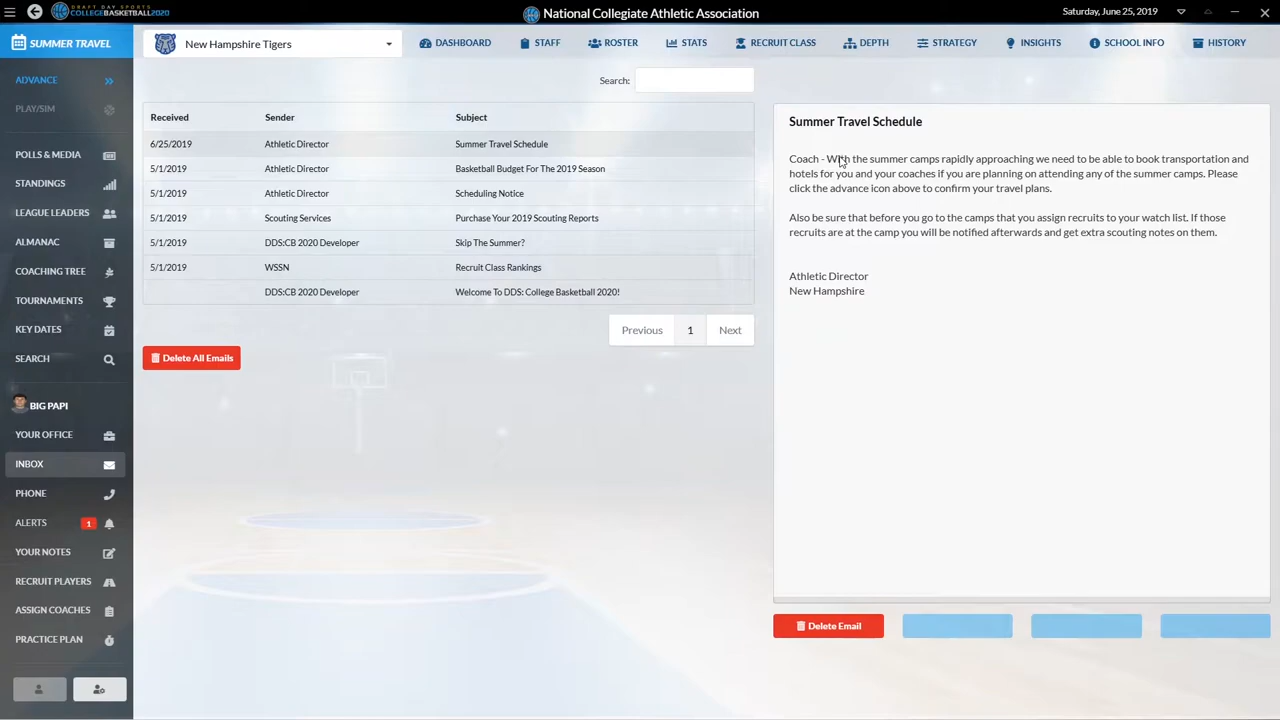 DRAFT DAY SPORTS
COLLEGEBASKETBALL2020
National Collegiate Athletic Association
Saturday, June 25, 2019
SUMMER TRAVEL
New Hampshire Tigers
DASHBOARD
STAFF
ROSTER
STATS
RECRUIT CLASS
DEPTH
STRATEGY
INSIGHTS
SCHOOL INFO
HISTORY
ADVANCE
PLAY/SIM
POLLS & MEDIA
STANDINGS
LEAGUE LEADERS
ALMANAC
COACHING TREE
TOURNAMENTS
KEY DATES
SEARCH
BIG PAPI
YOUR OFFICE
INBOX
PHONE
ALERTS 1
YOUR NOTES
RECRUIT PLAYERS
ASSIGN COACHES
PRACTICE PLAN
Search:
Received Sender Subject
6/25/2019 Athletic Director Summer Travel Schedule
5/1/2019 Athletic Director Basketball Budget For The 2019 Season
5/1/2019 Athletic Director Scheduling Notice
5/1/2019 Scouting Services Purchase Your 2019 Scouting Reports
5/1/2019 DDS:CB 2020 Developer Skip The Summer?
5/1/2019 WSSN Recruit Class Rankings
DDS:CB 2020 Developer Welcome To DDS: College Basketball 2020!
Previous 1 Next
Delete All Emails
Summer Travel Schedule
Coach - With the summer camps rapidly approaching we need to be able to book transportation and
hotels for you and your coaches if you are planning on attending any of the summer camps. Please
click the advance icon above to confirm your travel plans.
Also be sure that before you go to the camps that you assign recruits to your watch list. If those
recruits are at the camp you will be notified afterwards and get extra scouting notes on them.
Athletic Director
New Hampshire
Delete Email